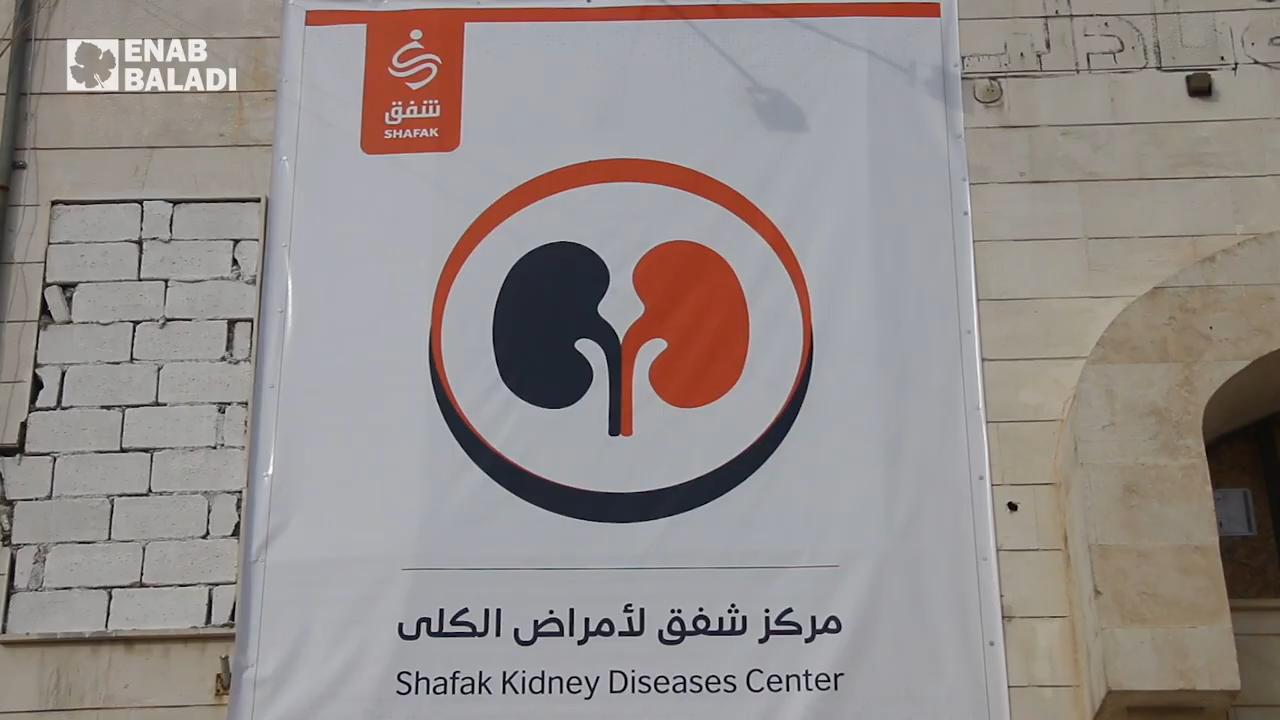 ENAB
BALADI
شفق
SHAFAK
مركز شفق لأمراض الكلى
Shafak Kidney Diseases Center